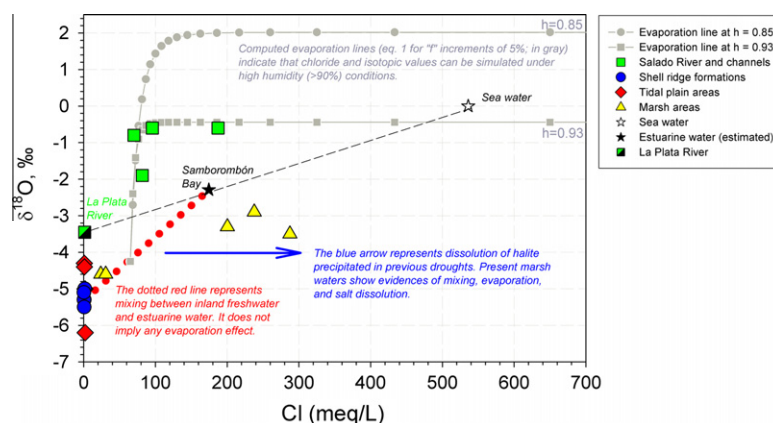 h=0.85
Computed evaporation lines (eq. 1 for "f" increments of 5%; in gray)
indicate that chloride and isotopic values can be simulated under
high humidity (>90%) conditions.
Sea water
h=0.93
Samborombón
Bay
La Plata
River
The blue arrow represents dissolution of halite
precipitated in previous droughts. Present marsh
waters show evidences of mixing, evaporation,
and salt dissolution.
The dotted red line represents
mixing between inland freshwater
and estuarine water. It does not
imply any evaporation effect.
δ18O, ‰
2
1
0
-1
-2
-3
-4
-5
-6
-7
0 100 200 300 400 500 600 700
Cl (meq/L)
Evaporation line at h = 0.85
Evaporation line at h = 0.93
Salado River and channels
Shell ridge formations
Tidal plain areas
Marsh areas
Sea water
Estuarine water (estimated)
La Plata River